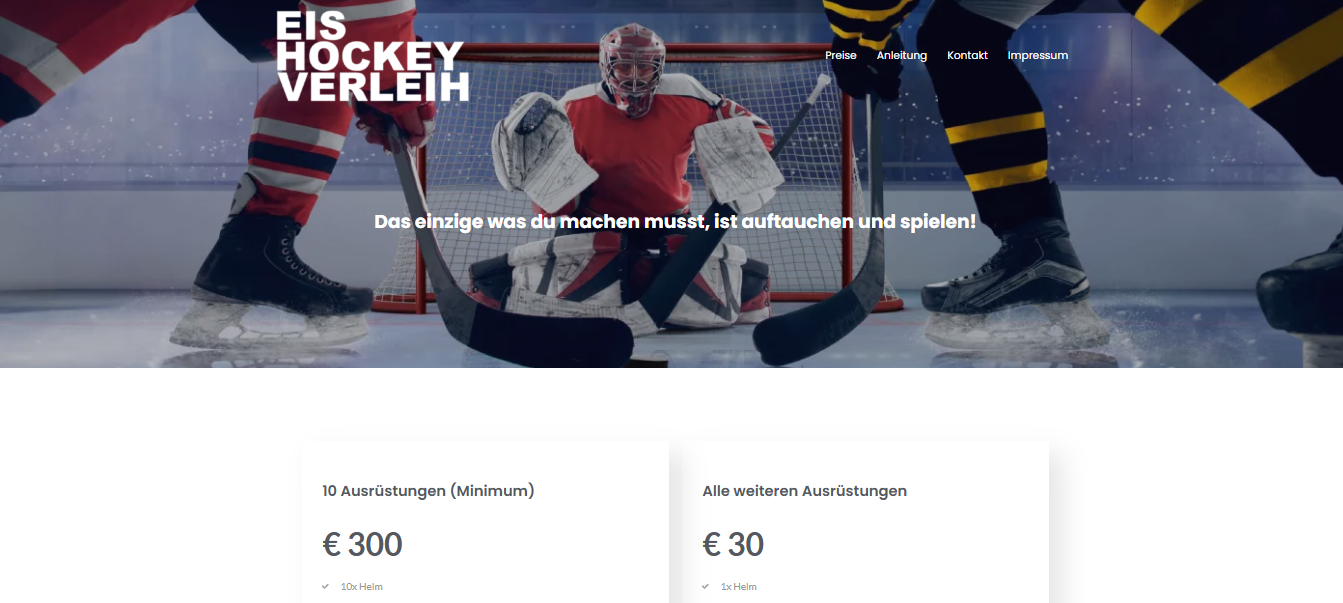 EIS
HOCKEY
VERLEIH
Preise Anleitung Kontakt Impressum
Das einzige was du machen musst, ist auftauchen und spielen!
10 Ausrüstungen (Minimum)
€ 300
10x Helm
Alle weiteren Ausrüstungen
€ 30
1x Helm